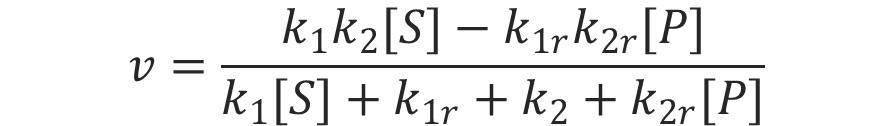 v = \frac{k_1 k_2 [S] - k_{1r} k_{2r} [P]}{k_1 [S] + k_{1r} + k_2 + k_{2r} [P]}